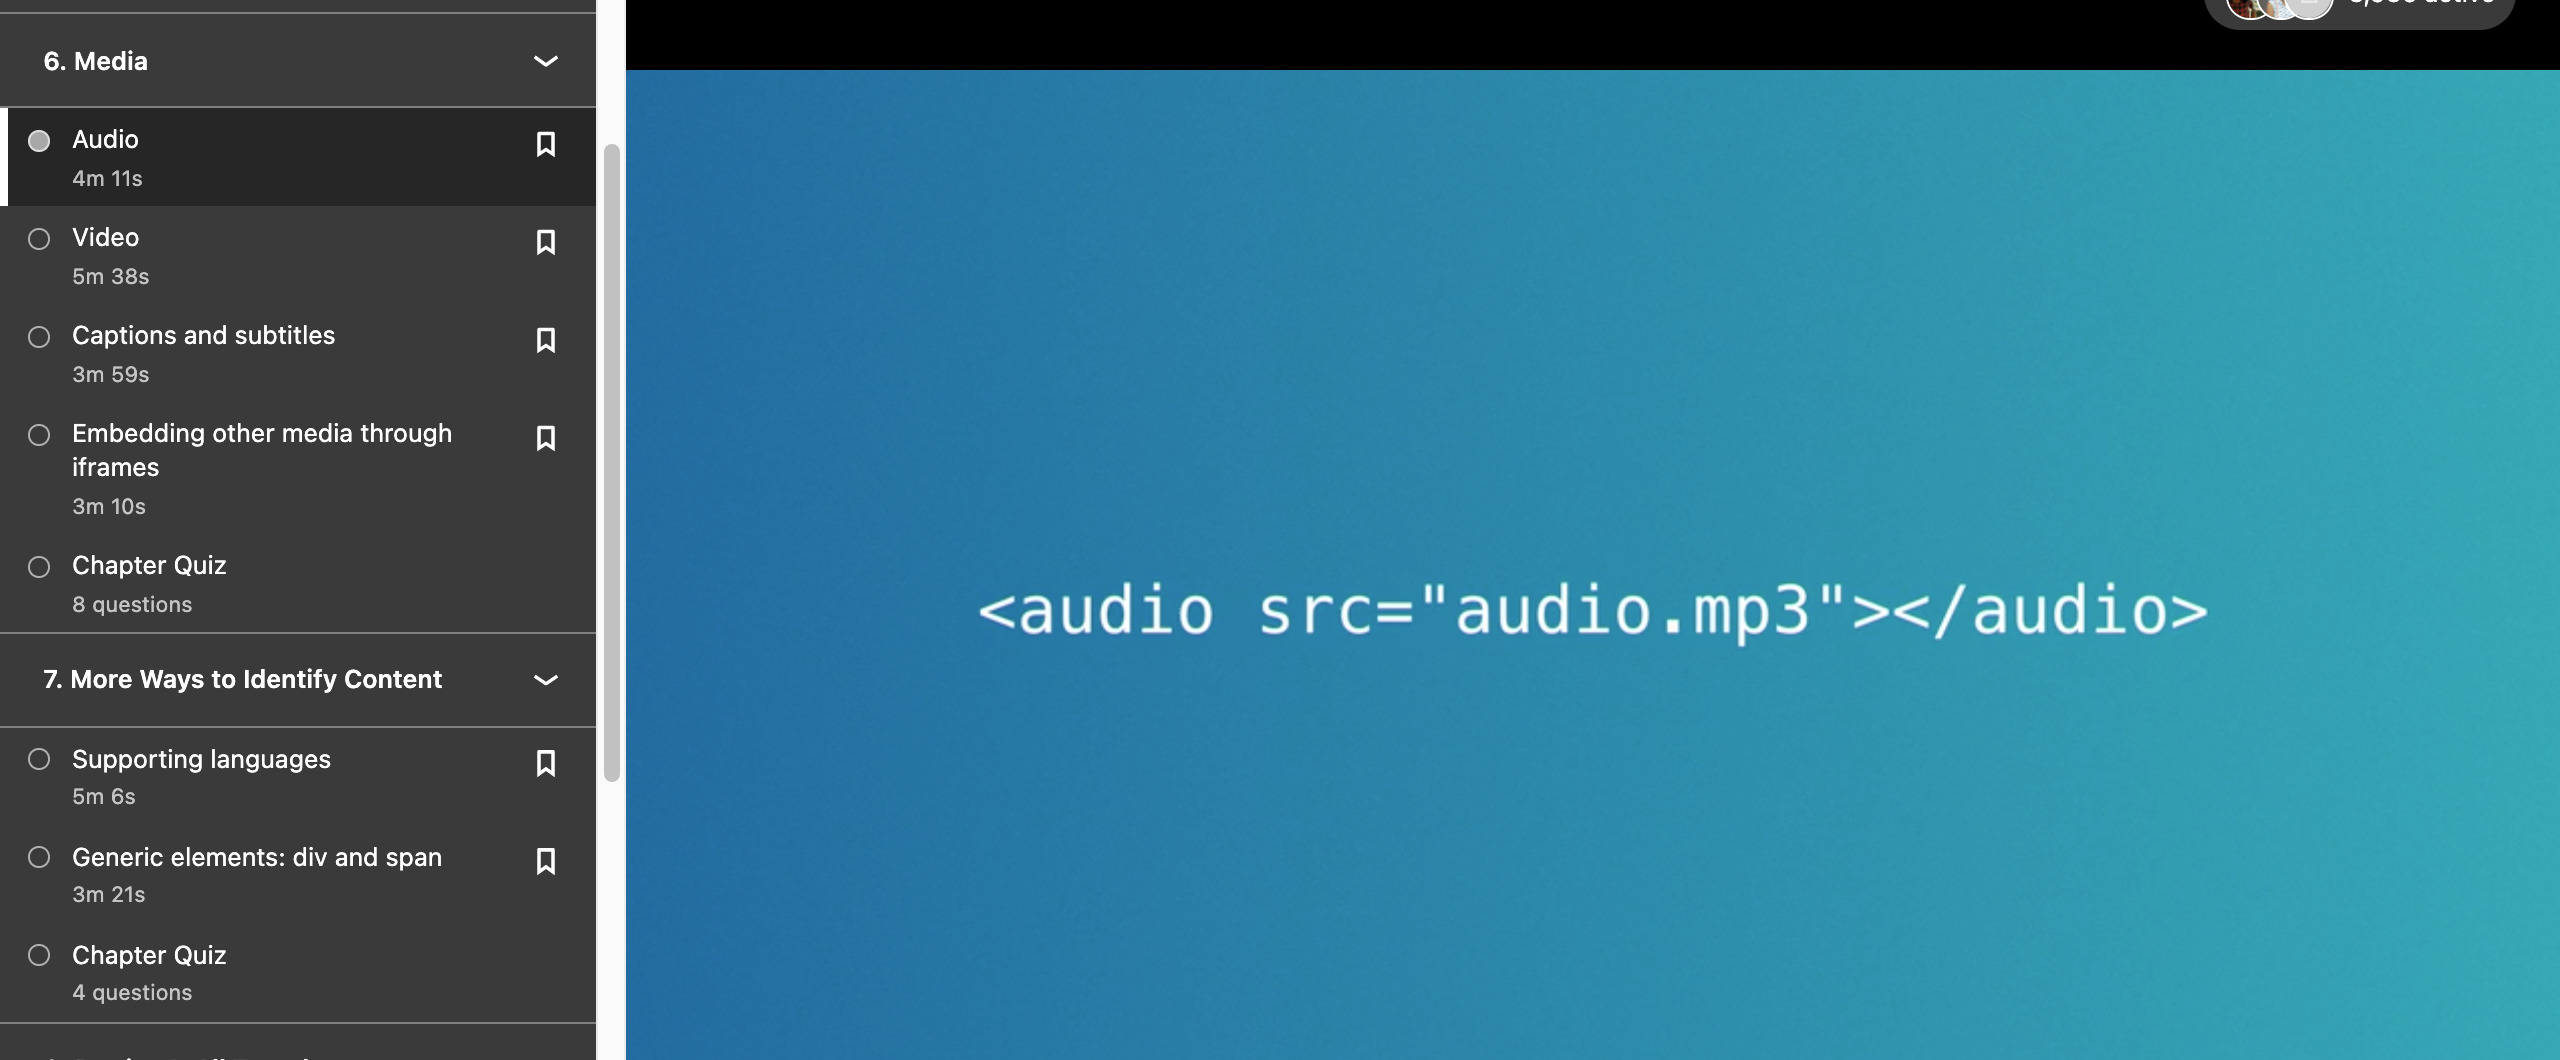 6. Media
Audio
4m 11s
Video
5m 38s
Captions and subtitles
3m 59s
Embedding other media through
iframes
3m 10s
Chapter Quiz
8 questions
7. More Ways to Identify Content
Supporting languages
5m 6s
Generic elements: div and span
3m 21s
Chapter Quiz
4 questions
active
<audio src="audio.mp3"></audio>